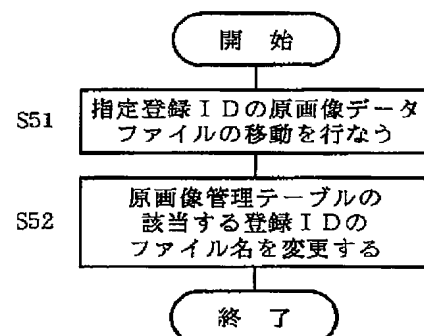 開　始
S51
指定登録ＩＤの原画像データ
ファイルの移動を行なう
S52
原画像管理テーブルの
該当する登録ＩＤの
ファイル名を変更する
終　了